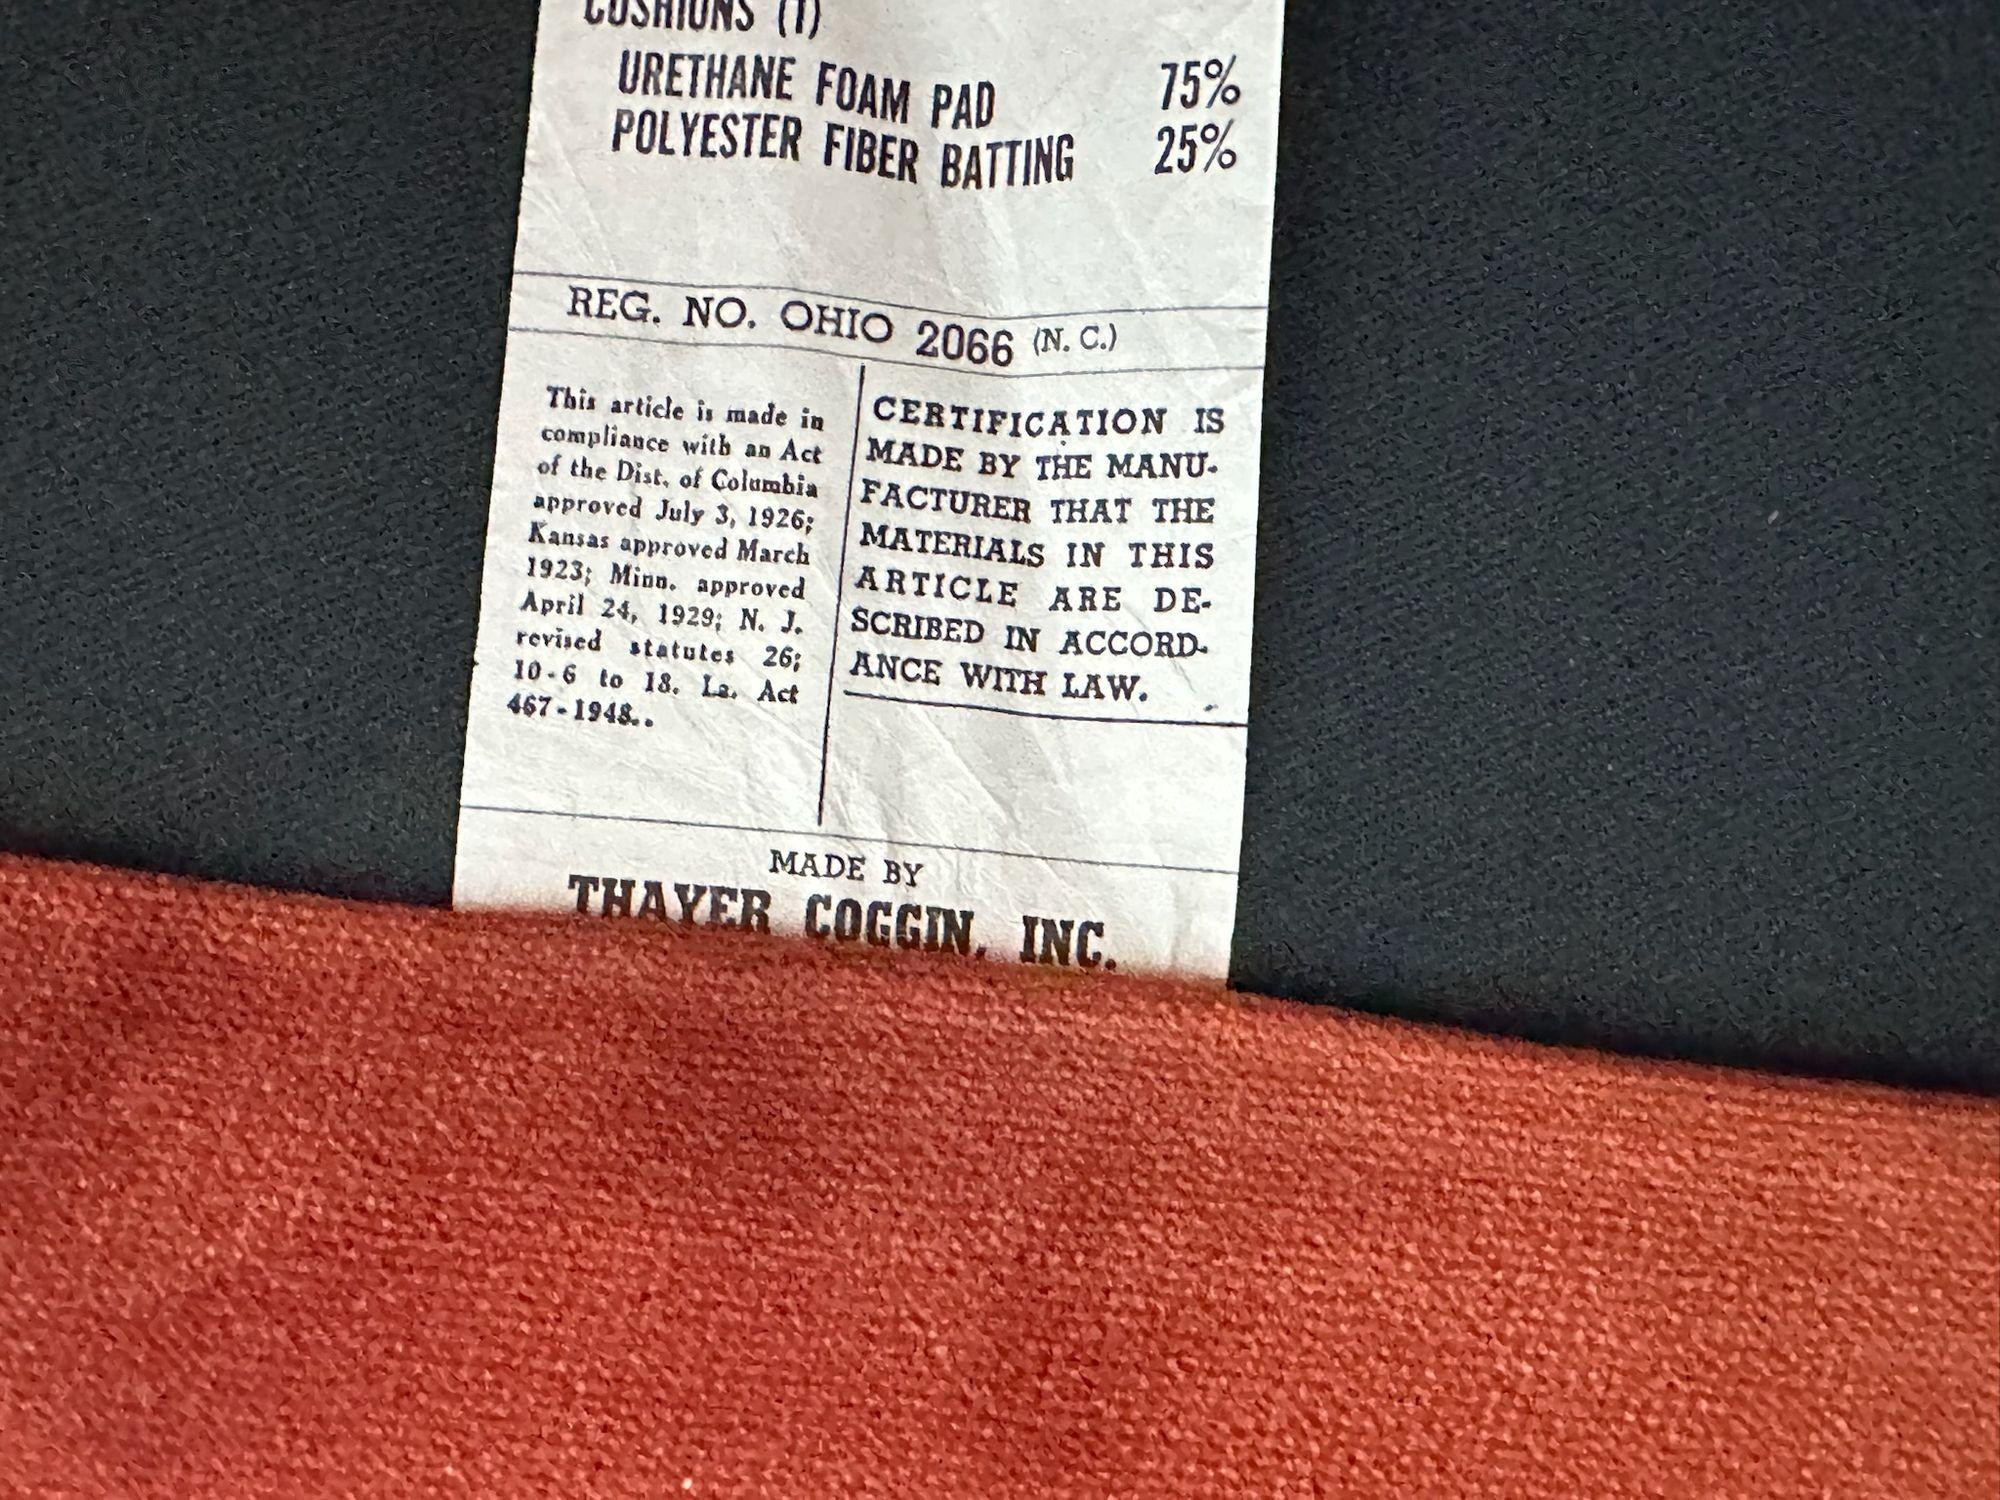 CUSHIONS (1)
URETHANE FOAM PAD 75%
POLYESTER FIBER BATTING 25%
REG. NO. OHIO 2066 (N. C.)
This article is made in
compliance with an Act
of the Dist. of Columbia
approved July 3, 1926;
Kansas approved March
1923; Minn. approved
April 24, 1929; N. J.
revised statutes 26;
10-6 to 18. La. Act
467-1948..
CERTIFICATION IS
MADE BY THE MANU-
FACTURER THAT THE
MATERIALS IN THIS
ARTICLE ARE DE-
SCRIBED IN ACCORD-
ANCE WITH LAW.
MADE BY
THAYER COGGIN, INC.